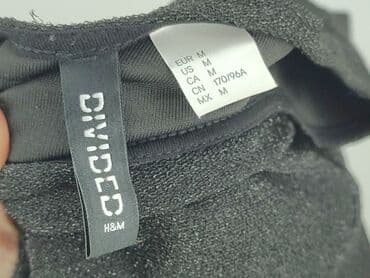 EUR M
US M
CA M
CN 170/96A
MX M
DIVIDED
H&M